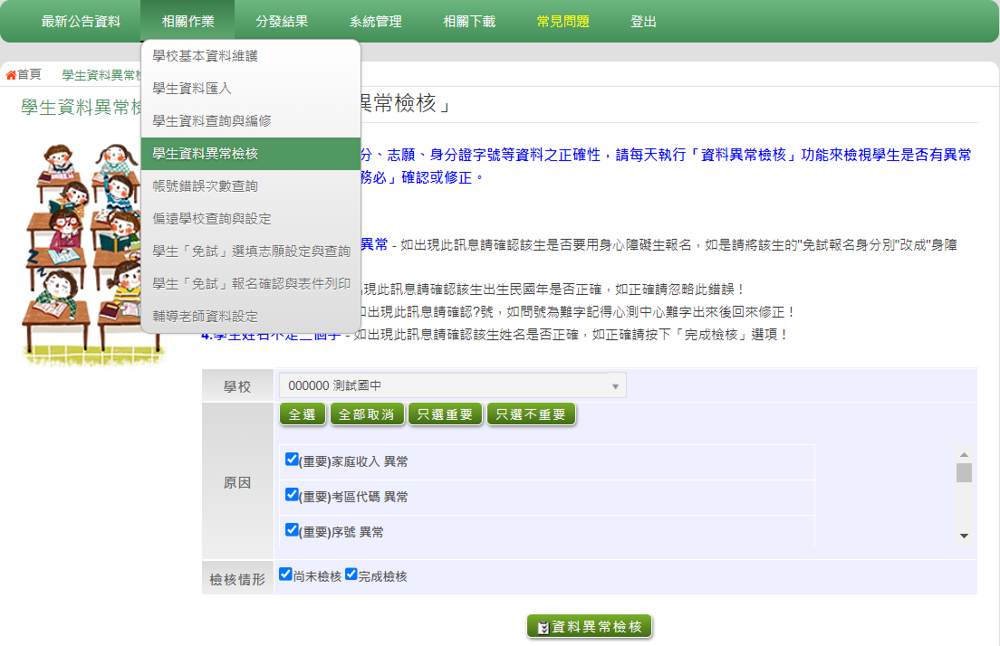 最新公告資料 相關作業 分發結果 系統管理 相關下載 常見問題 登出
學校基本資料維護
學生資料匯入
學生資料查詢與編修
學生資料異常檢核
帳號錯誤次數查詢
偏遠學校查詢與設定
學生「免試」選填志願設定與查詢
學生「免試」報名確認與表件列印
輔導老師資料設定
首頁 學生資料異常
學生資料異常
異常檢核」
分、志願、身分證字號等資料之正確性，請每天執行「資料異常檢核」功能來檢視學生是否有異常
務必」確認或修正。
異常 - 如出現此訊息請確認該生是否要用身心障礙生報名，如是請將該生的"免試報名身分別"改成"身障
出現此訊息請確認該生出生民國年是否正確，如正確請忽略此錯誤！
如出現此訊息請確認?號，如問號為難字記得心測中心難字出來後回來修正！
4.學生姓名不足三個字 - 如出現此訊息請確認該生姓名是否正確，如正確請按下「完成檢核」選項！
學校 000000 測試國中
全選 全部取消 只選重要 只選不重要
原因
(重要)家庭收入 異常
(重要)考區代碼 異常
(重要)序號 異常
檢核情形 尚未檢核 完成檢核
資料異常檢核